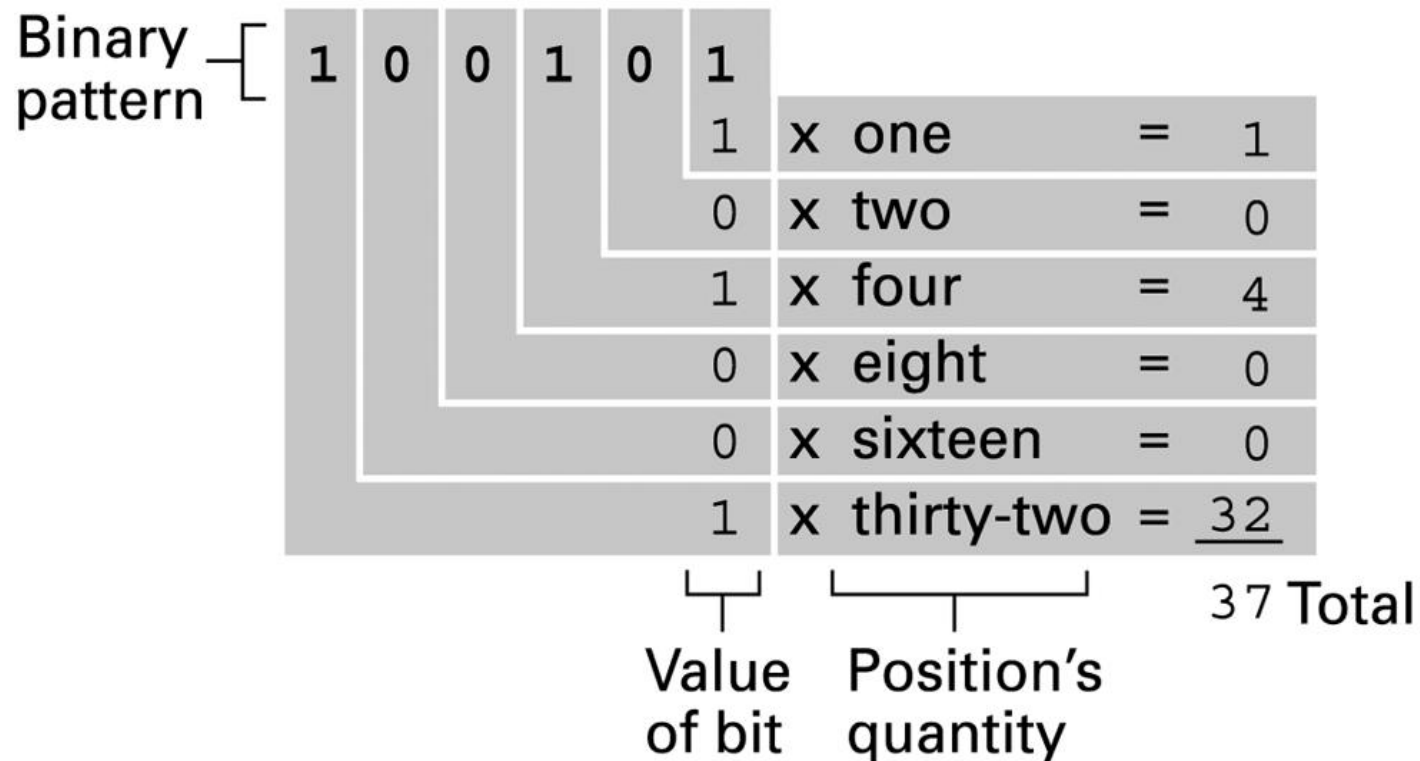 Binary
pattern
1 0 0 1 0 1
1 x one = 1
0 x two = 0
1 x four = 4
0 x eight = 0
0 x sixteen = 0
1 x thirty-two = 32
37 Total
Value
of bit
Position's
quantity